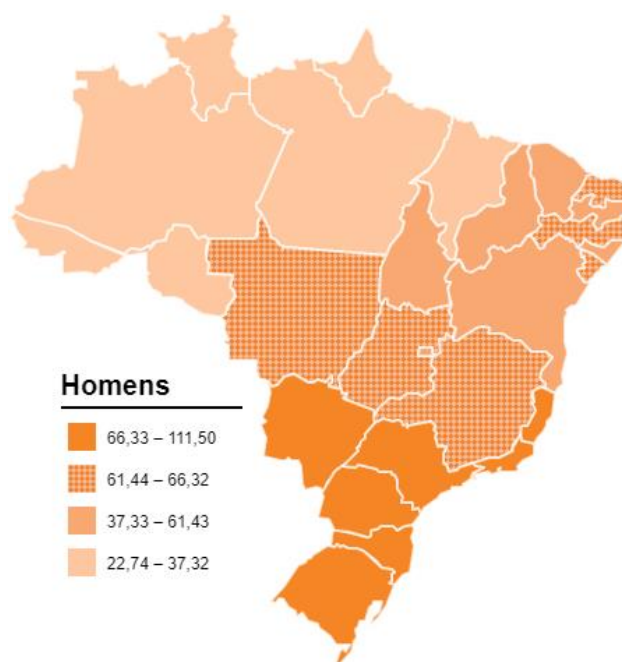 Homens
66,33 – 111,50
61,44 – 66,32
37,33 – 61,43
22,74 – 37,32